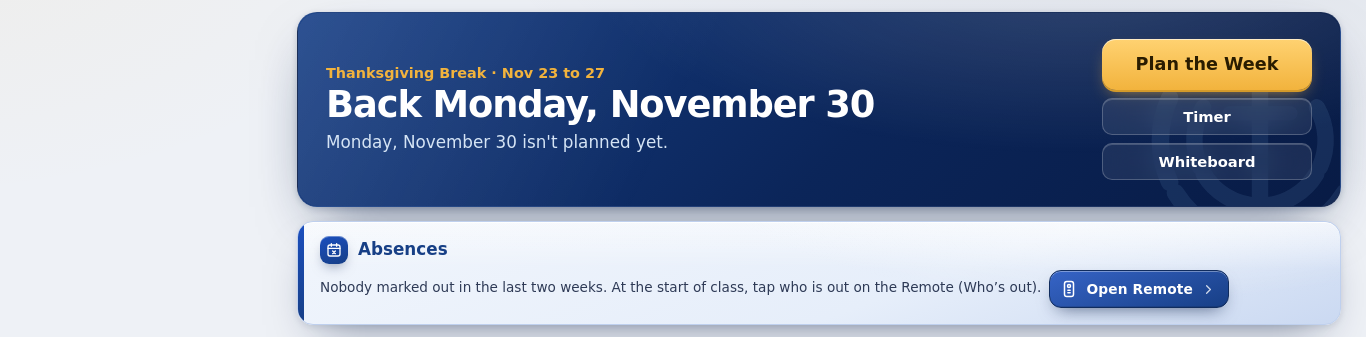 Thanksgiving Break · Nov 23 to 27
Back Monday, November 30
Monday, November 30 isn't planned yet.
Plan the Week
Timer
Whiteboard
Absences
Nobody marked out in the last two weeks. At the start of class, tap who is out on the Remote (Who’s out).
Open Remote